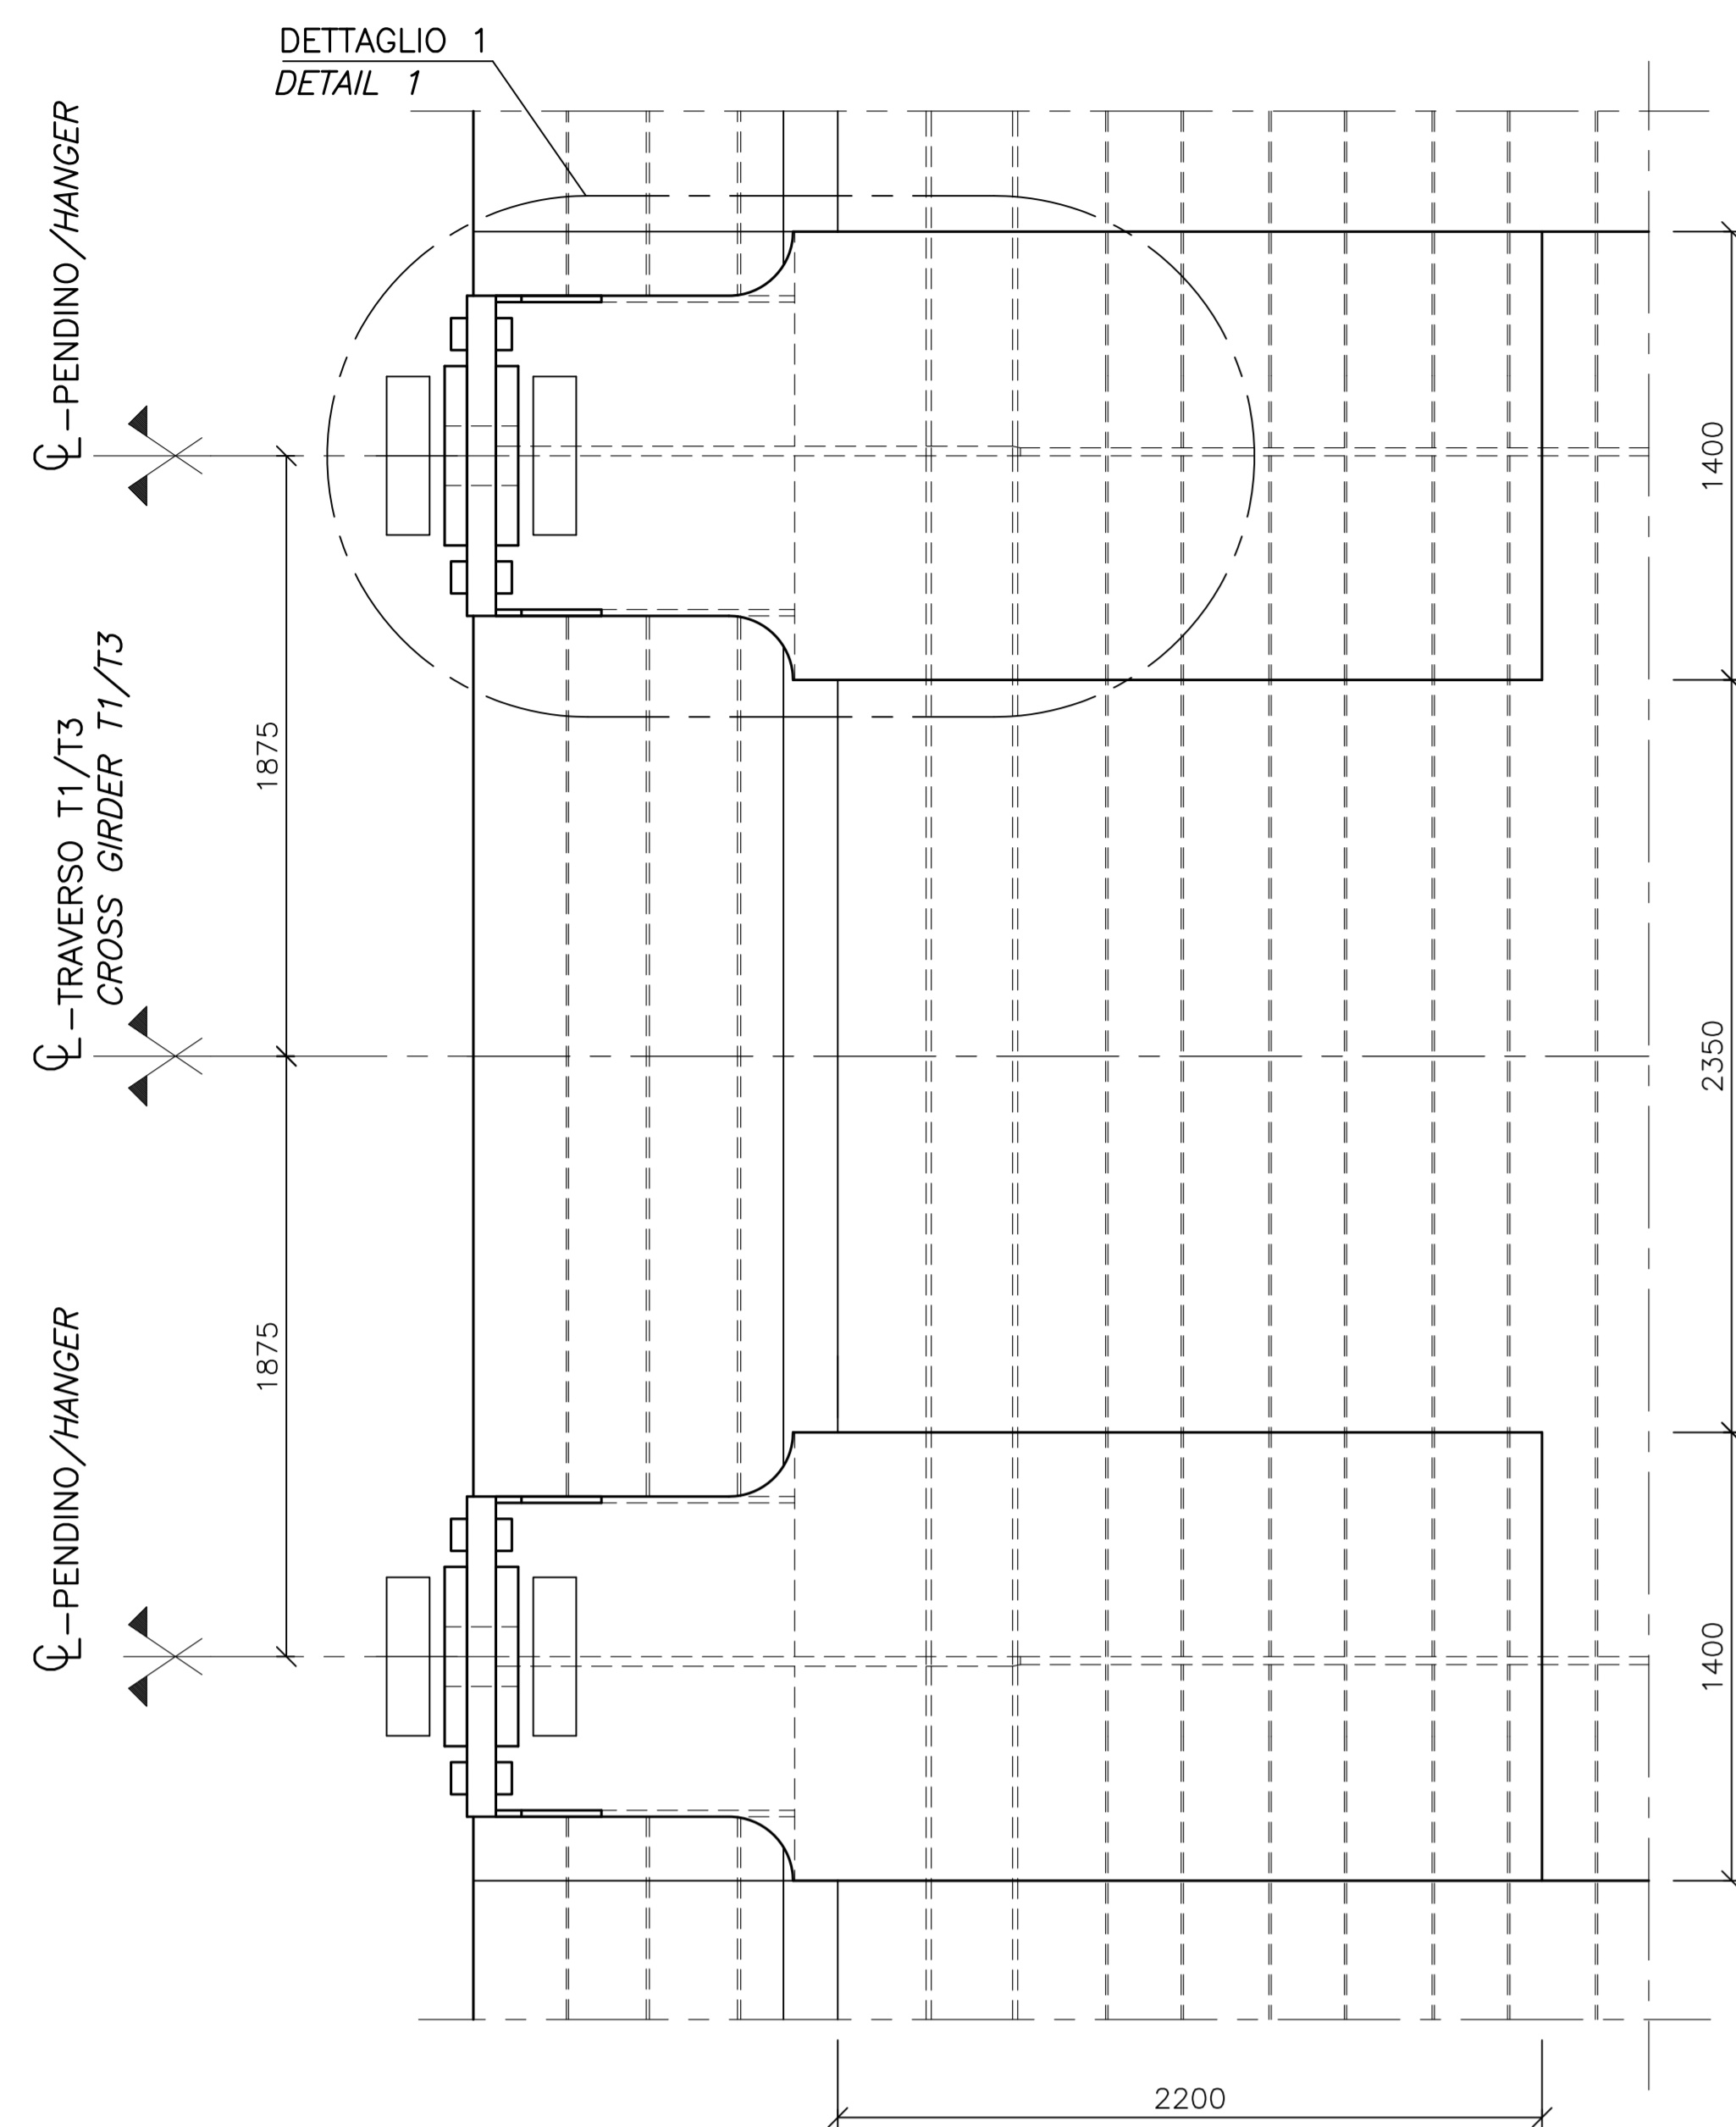 DETTAGLIO 1
DETAIL 1
℄-PENDINO/HANGER
1400
1875
℄-TRAVERSO T1/T3
CROSS GIRDER T1/T3
2350
1875
℄-PENDINO/HANGER
1400
2200